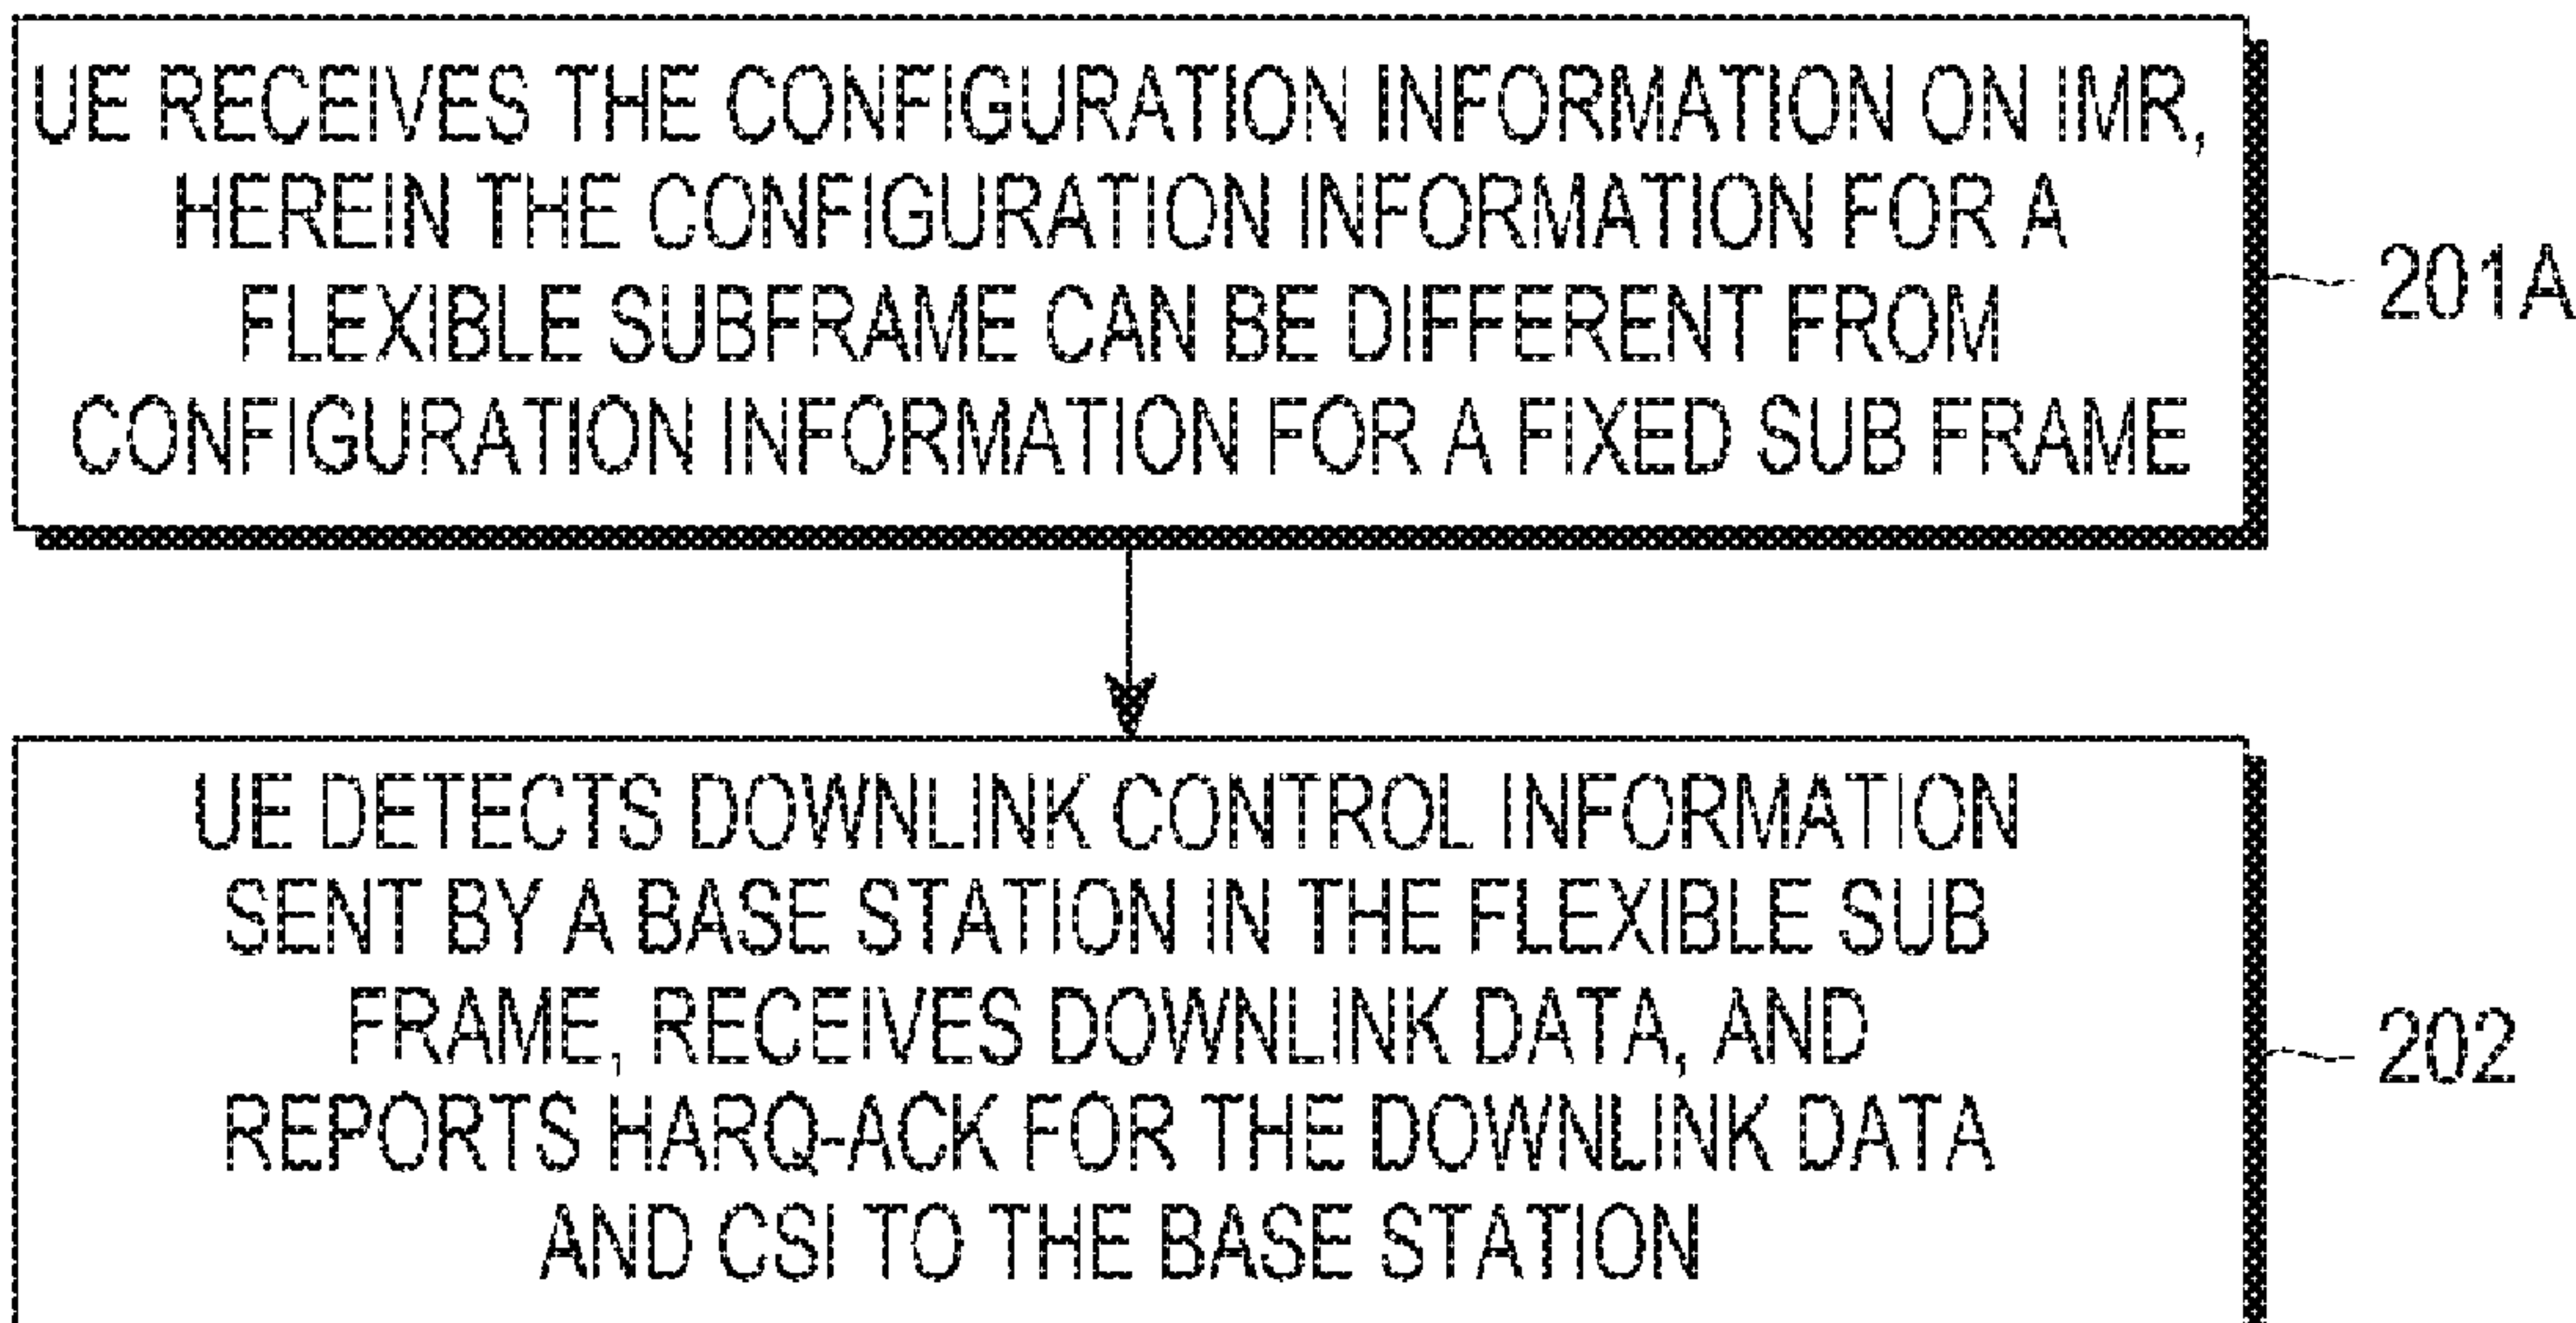 UE RECEIVES THE CONFIGURATION INFORMATION ON IMR,
HEREIN THE CONFIGURATION INFORMATION FOR A
FLEXIBLE SUBFRAME CAN BE DIFFERENT FROM
CONFIGURATION INFORMATION FOR A FIXED SUB FRAME
201A
UE DETECTS DOWNLINK CONTROL INFORMATION
SENT BY A BASE STATION IN THE FLEXIBLE SUB
FRAME, RECEIVES DOWNLINK DATA, AND
REPORTS HARQ-ACK FOR THE DOWNLINK DATA
AND CSI TO THE BASE STATION
202